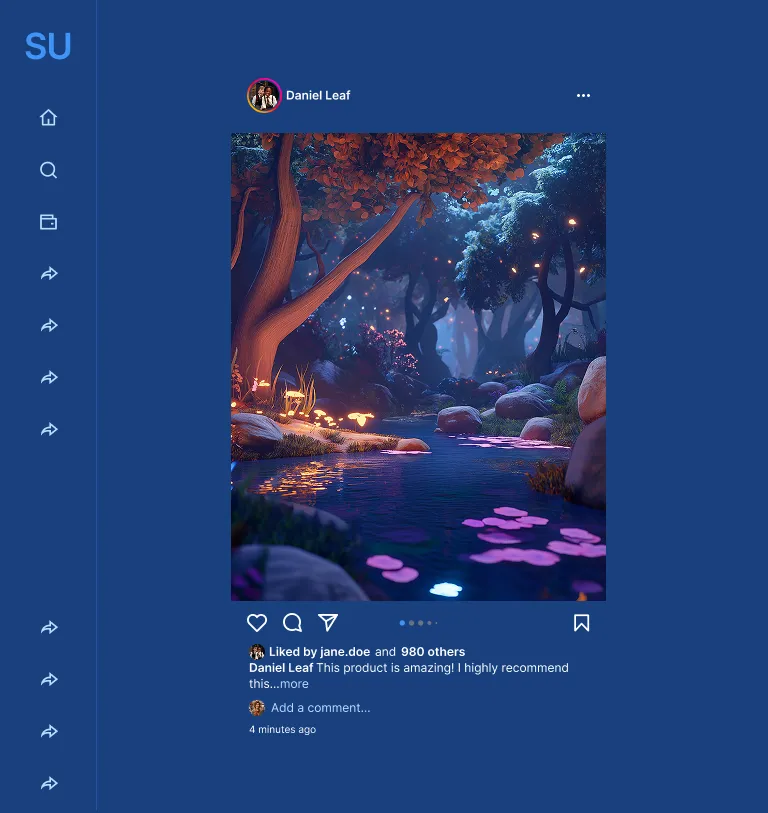 SU
Daniel Leaf
Liked by jane.doe and 980 others
Daniel Leaf This product is amazing! I highly recommend
this...more
Add a comment...
4 minutes ago